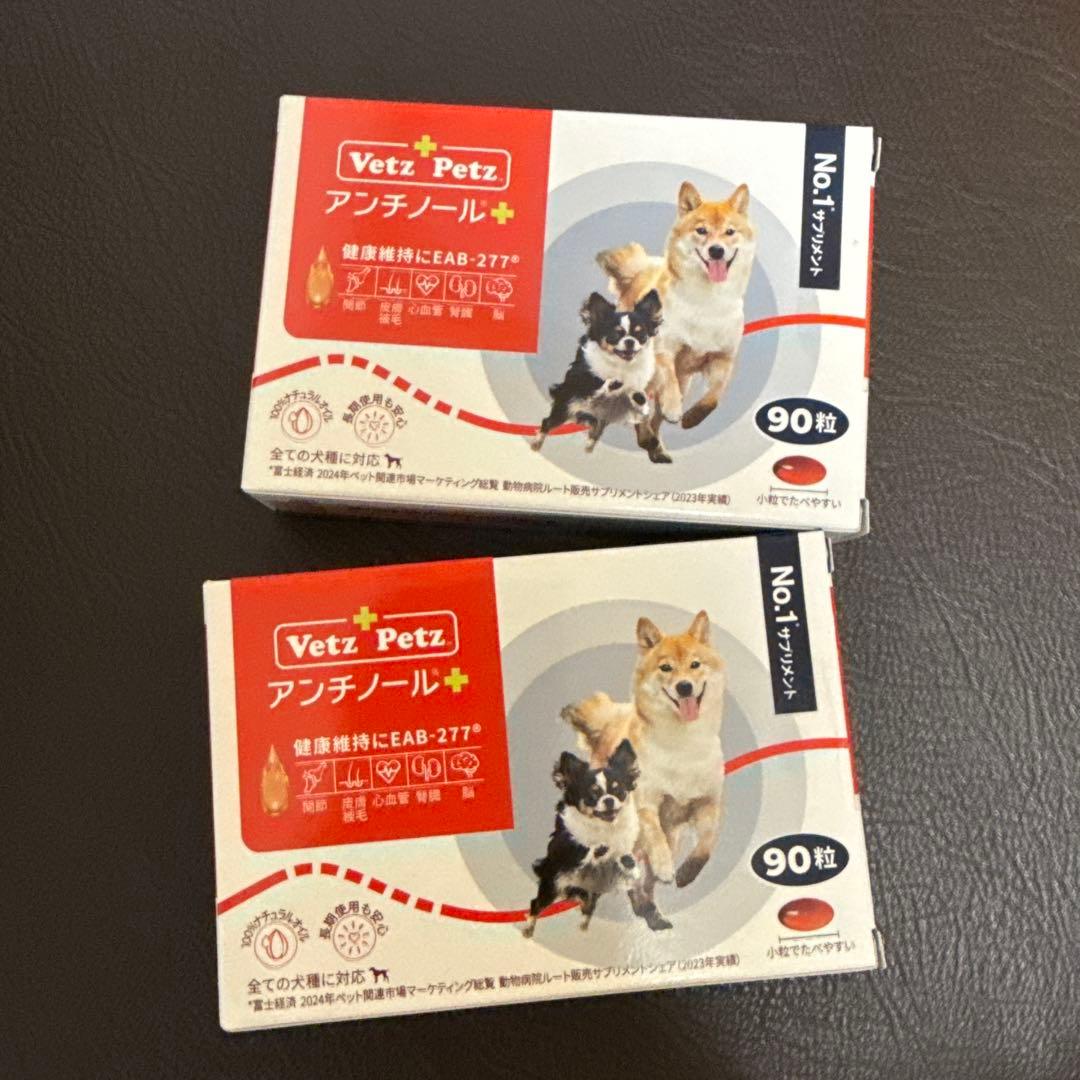 Vetz Petz
アンチノール
健康維持にEAB-277®
関節 皮膚被毛 心血管 腎臓 脳
No.1* サプリメント
100%ナチュラルオイル
長期使用も安心
全ての犬種に対応
*富士経済 2024年ペット関連市場マーケティング総覧 動物病院ルート販売サプリメントシェア(2023年実績)
90粒
小粒でたべやすい
Vetz Petz
アンチノール
健康維持にEAB-277®
関節 皮膚被毛 心血管 腎臓 脳
No.1* サプリメント
100%ナチュラルオイル
長期使用も安心
全ての犬種に対応
*富士経済 2024年ペット関連市場マーケティング総覧 動物病院ルート販売サプリメントシェア(2023年実績)
90粒
小粒でたべやすい